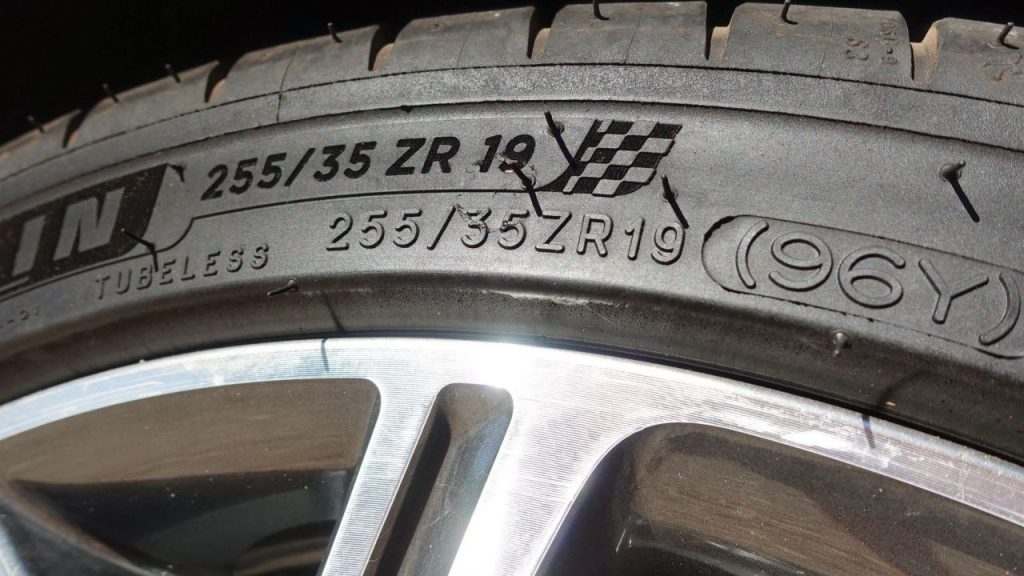 255/35 ZR 19
IN
TUBELESS
255/35ZR19
(96Y)